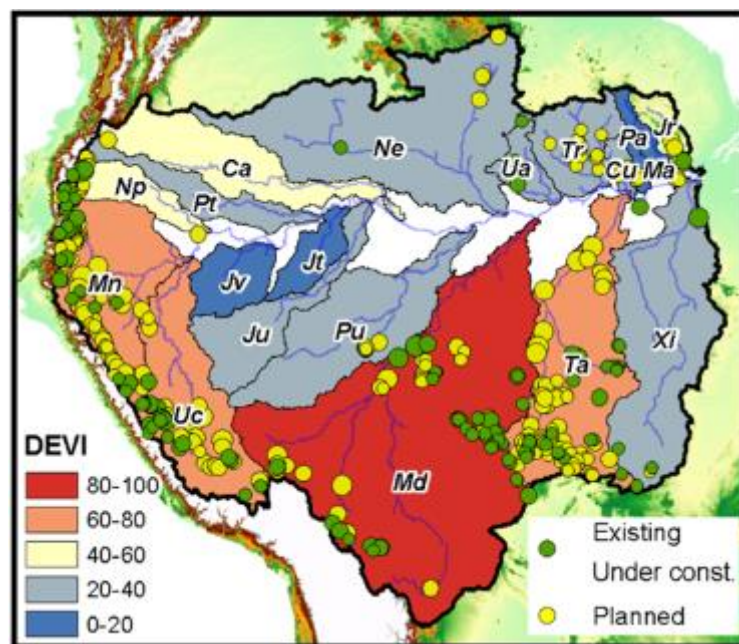 Ne
Ca
Ua
Tr
Pa
Jr
Cu
Ma
Np
Pt
Mn
Jv
Jt
Ju
Pu
Uc
Ta
Xi
Md
DEVI
80-100
60-80
40-60
20-40
0-20
Existing
Under const.
Planned